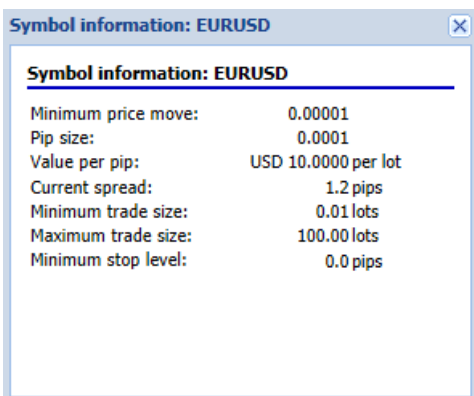 Symbol information: EURUSD
Symbol information: EURUSD
Minimum price move: 0.00001
Pip size: 0.0001
Value per pip: USD 10.0000 per lot
Current spread: 1.2 pips
Minimum trade size: 0.01 lots
Maximum trade size: 100.00 lots
Minimum stop level: 0.0 pips